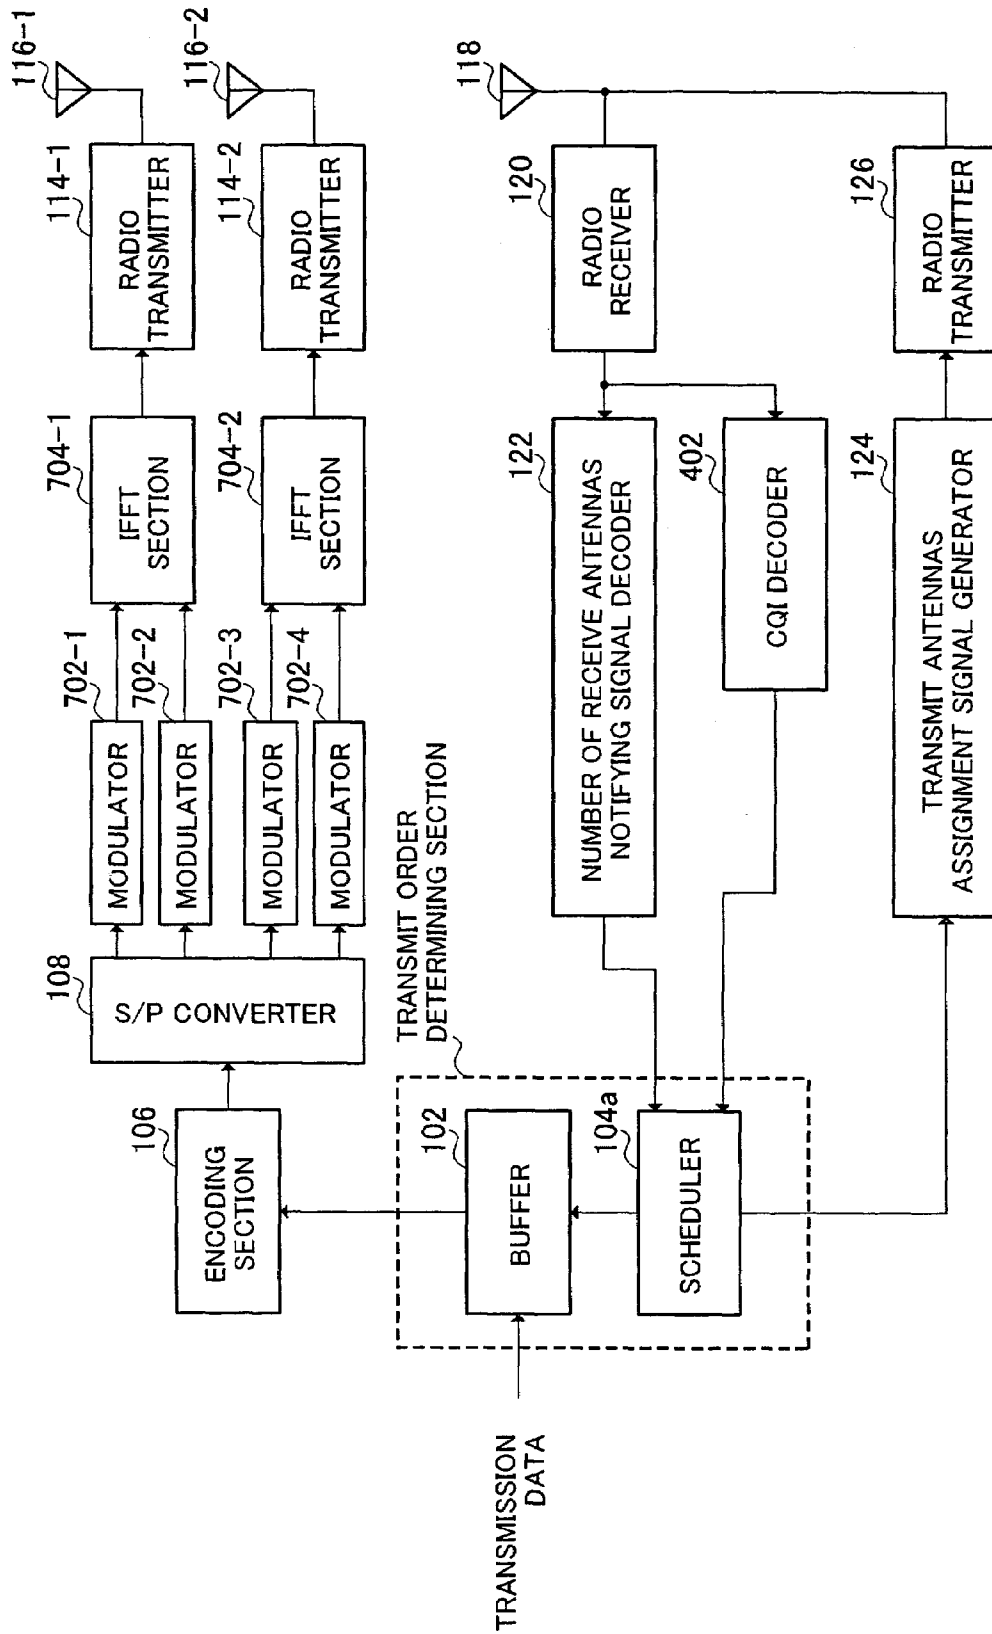 TRANSMISSION
DATA
TRANSMIT ORDER
DETERMINING SECTION
102
BUFFER
104a
SCHEDULER
106
ENCODING
SECTION
108
S/P CONVERTER
702-1
MODULATOR
702-2
MODULATOR
702-3
MODULATOR
702-4
MODULATOR
704-1
IFFT
SECTION
704-2
IFFT
SECTION
114-1
RADIO
TRANSMITTER
114-2
RADIO
TRANSMITTER
116-1
116-2
118
120
RADIO
RECEIVER
122
NUMBER OF RECEIVE ANTENNAS
NOTIFYING SIGNAL DECODER
402
CQI DECODER
124
TRANSMIT ANTENNAS
ASSIGNMENT SIGNAL GENERATOR
126
RADIO
TRANSMITTER